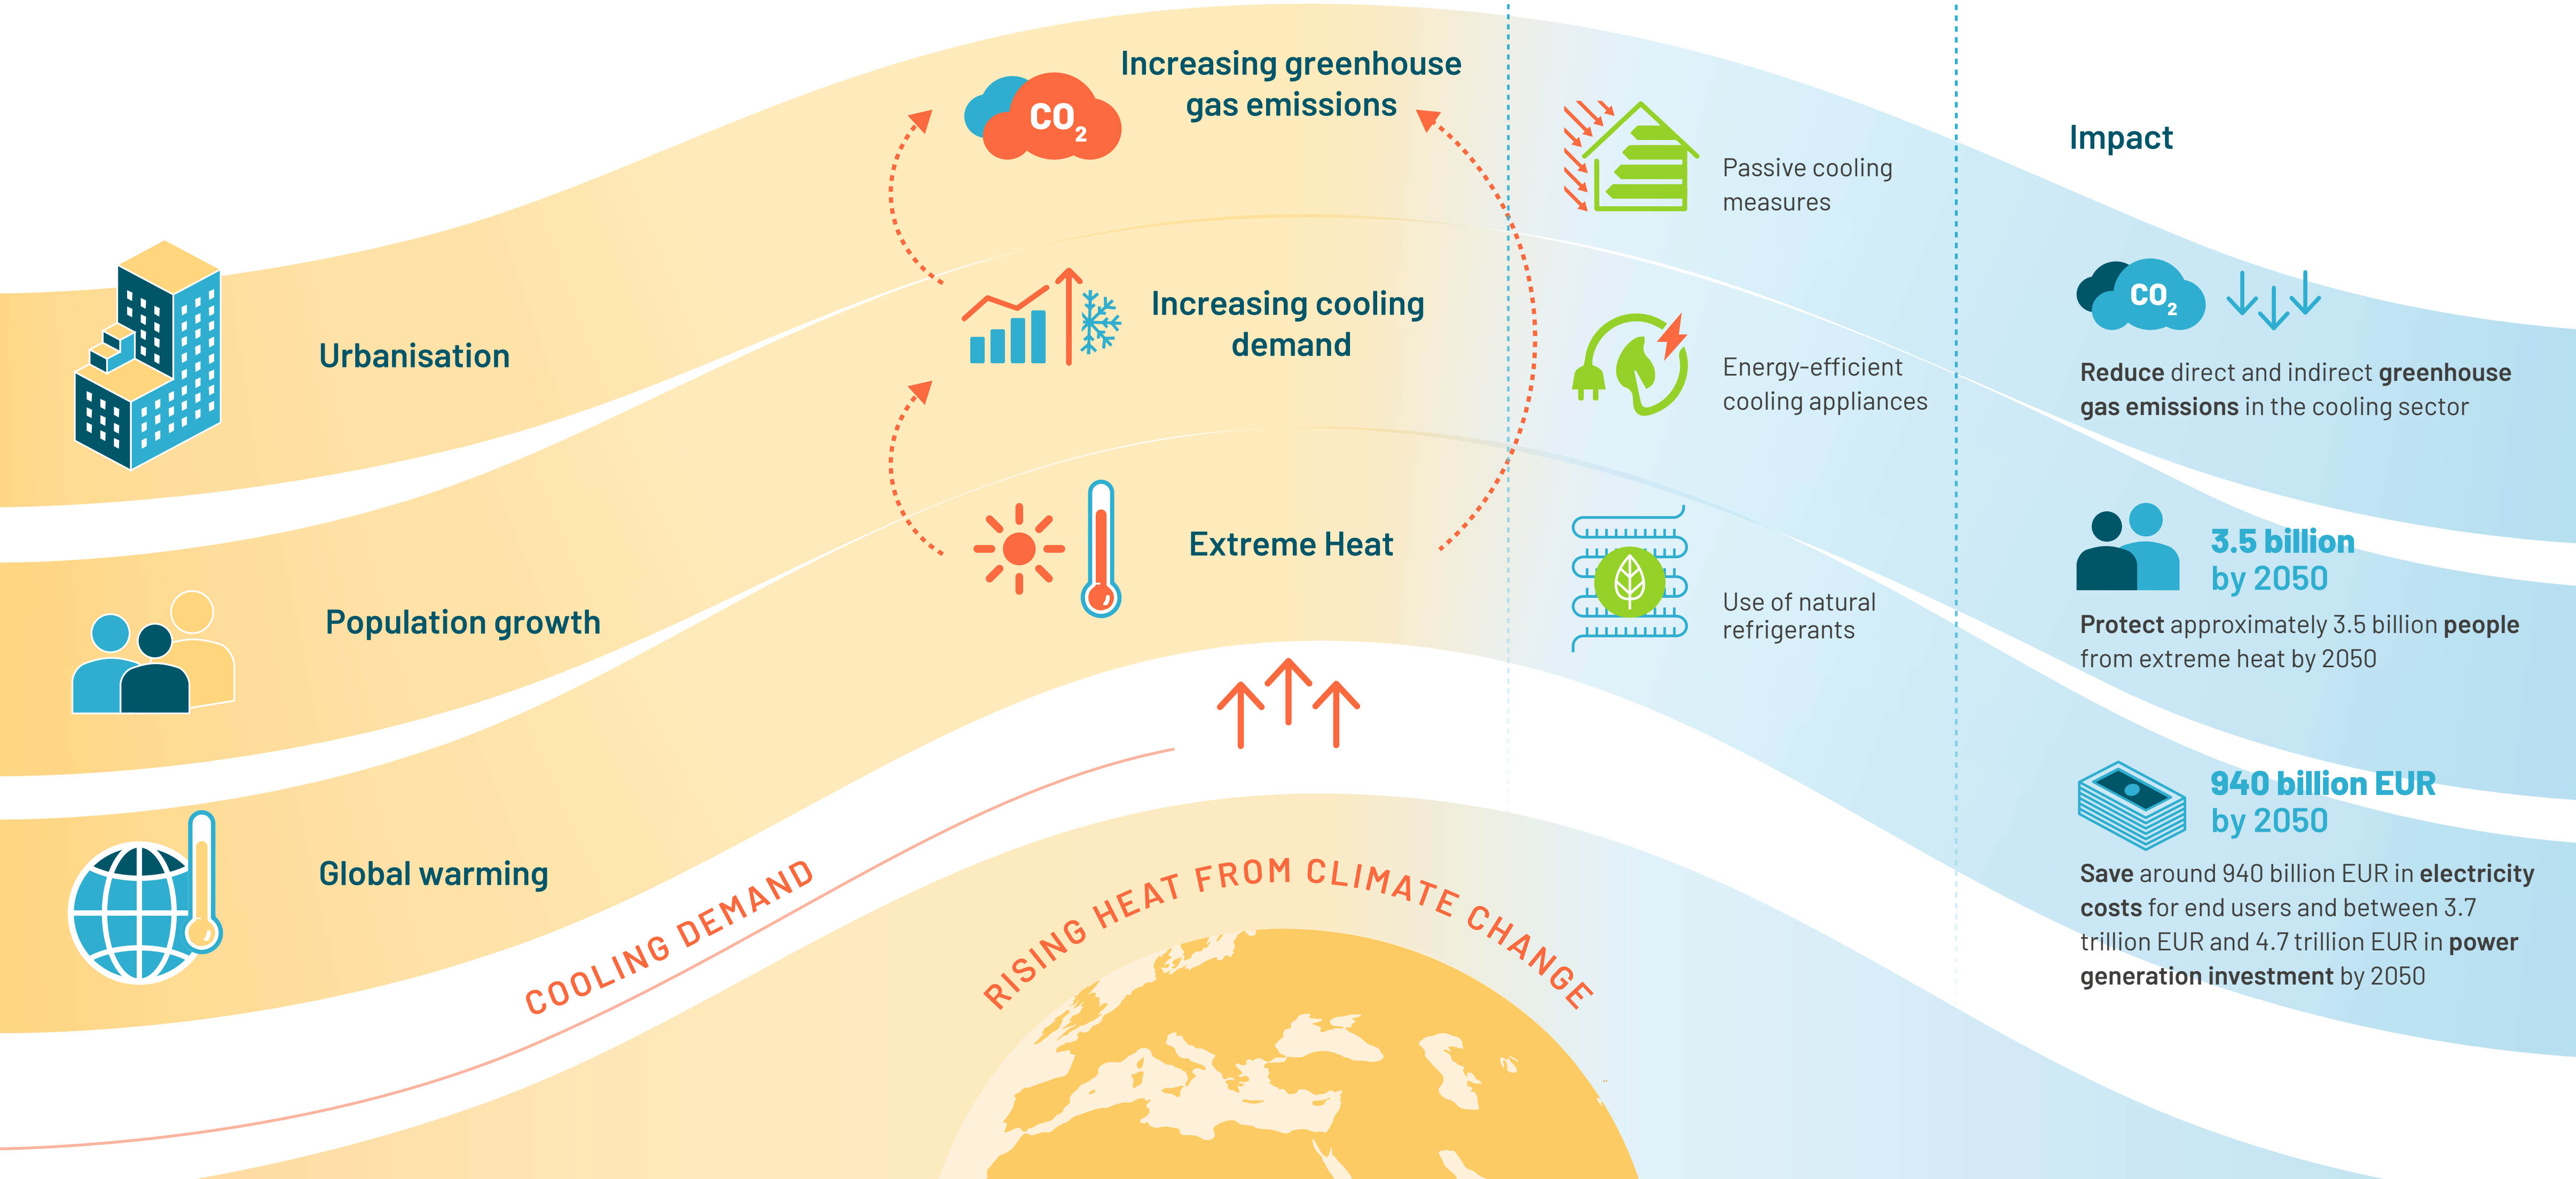 Urbanisation
Population growth
Global warming
COOLING DEMAND
CO2
Increasing greenhouse
gas emissions
Increasing cooling
demand
Extreme Heat
RISING HEAT FROM CLIMATE CHANGE
Passive cooling
measures
Energy-efficient
cooling appliances
Use of natural
refrigerants
Impact
CO2
Reduce direct and indirect greenhouse
gas emissions in the cooling sector
3.5 billion
by 2050
Protect approximately 3.5 billion people
from extreme heat by 2050
940 billion EUR
by 2050
Save around 940 billion EUR in electricity
costs for end users and between 3.7
trillion EUR and 4.7 trillion EUR in power
generation investment by 2050